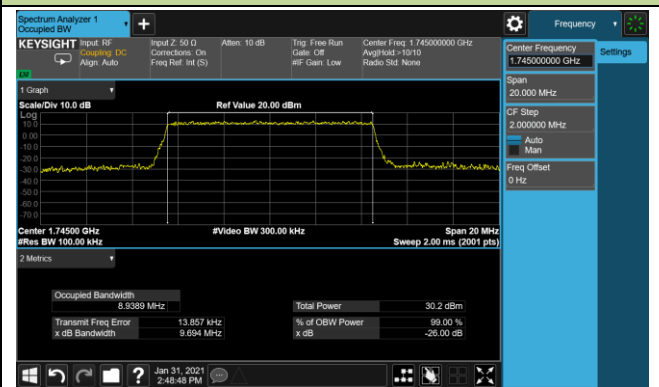 Spectrum Analyzer 1
Occupied BW
+
Frequency
KEYSIGHT
Input: RF
Coupling: DC
Align: Auto
Input Z: 50 Ω
Corrections: On
Freq Ref: Int (S)
Atten: 10 dB
Trig: Free Run
Gate: Off
#IF Gain: Low
Center Freq: 1.745000000 GHz
Avg|Hold:>10/10
Radio Std: None
Center Frequency
1.745000000 GHz
Settings
Span
20.000 MHz
CF Step
2.000000 MHz
Auto
Man
Freq Offset
0 Hz
1 Graph
Scale/Div 10.0 dB
Ref Value 20.00 dBm
Log
10.0
0.00
-10.0
-20.0
-30.0
-40.0
-50.0
-60.0
-70.0
Center 1.74500 GHz
#Video BW 300.00 kHz
Span 20 MHz
#Res BW 100.00 kHz
Sweep 2.00 ms (2001 pts)
2 Metrics
Occupied Bandwidth
8.9389 MHz
Total Power
30.2 dBm
Transmit Freq Error
13.857 kHz
% of OBW Power
99.00 %
x dB Bandwidth
9.694 MHz
x dB
-26.00 dB
?
Jan 31, 2021
2:48:48 PM